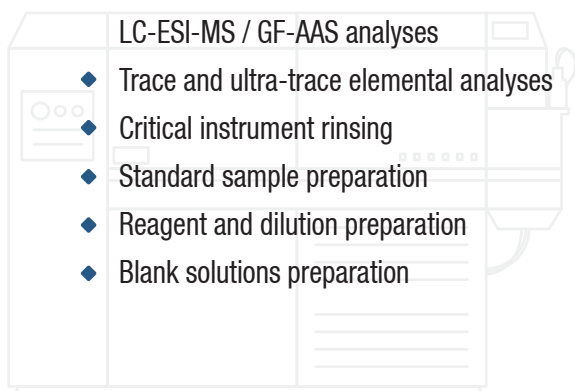 LC-ESI-MS / GF-AAS analyses
Trace and ultra-trace elemental analyses
Critical instrument rinsing
Standard sample preparation
Reagent and dilution preparation
Blank solutions preparation